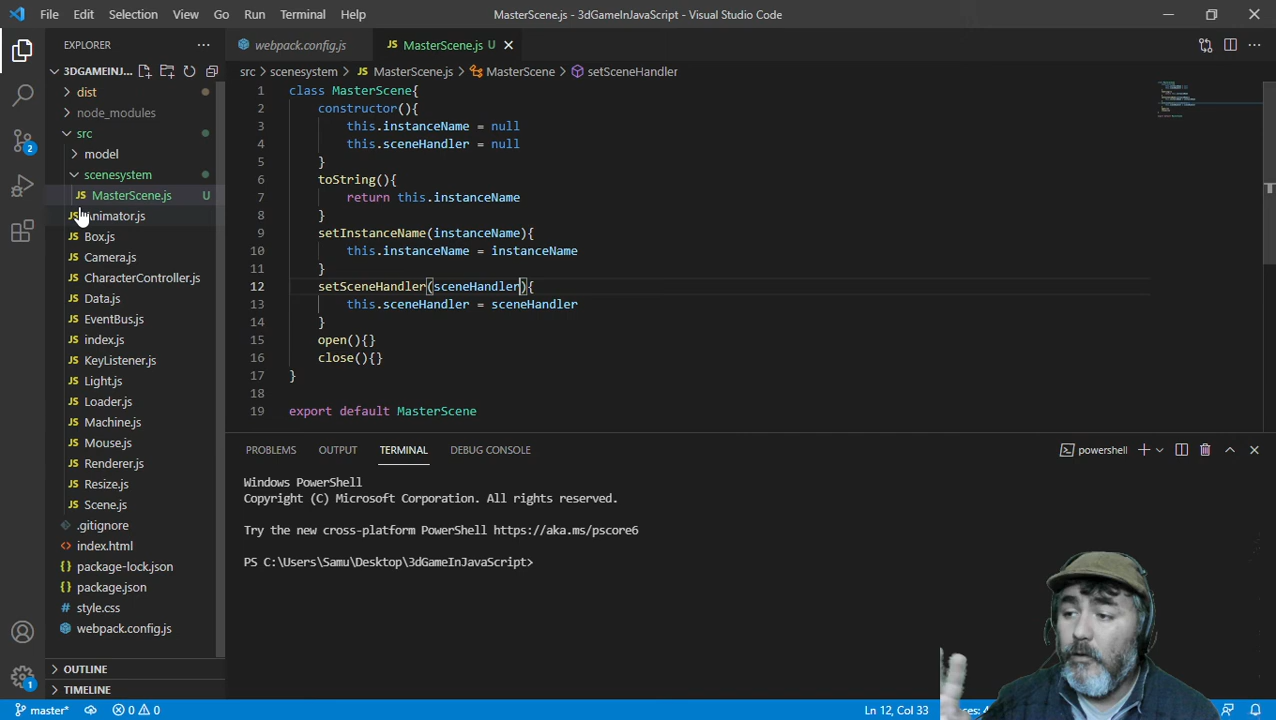 File Edit Selection View Go Run Terminal Help MasterScene.js - 3dGameInJavaScript - Visual Studio Code
EXPLORER
webpack.config.js MasterScene.js U
3DGAMEINJ...
src > scenesystem > JS MasterScene.js > MasterScene > setSceneHandler
dist
node_modules
src
model
scenesystem
JS MasterScene.js U
JS Animator.js
JS Box.js
JS Camera.js
JS CharacterController.js
JS Data.js
JS EventBus.js
JS index.js
JS KeyListener.js
JS Light.js
JS Loader.js
JS Machine.js
JS Mouse.js
JS Renderer.js
JS Resize.js
JS Scene.js
.gitignore
index.html
package-lock.json
package.json
style.css
webpack.config.js
OUTLINE
TIMELINE
1 class MasterScene{
2 constructor(){
3 this.instanceName = null
4 this.sceneHandler = null
5 }
6 toString(){
7 return this.instanceName
8 }
9 setInstanceName(instanceName){
10 this.instanceName = instanceName
11 }
12 setSceneHandler(sceneHandler){
13 this.sceneHandler = sceneHandler
14 }
15 open(){}
16 close(){}
17 }
18
19 export default MasterScene
PROBLEMS OUTPUT TERMINAL DEBUG CONSOLE powershell
Windows PowerShell
Copyright (C) Microsoft Corporation. All rights reserved.
Try the new cross-platform PowerShell https://aka.ms/pscore6
PS C:\Users\Samu\Desktop\3dGameInJavaScript>
2
1
master* 0 0 Ln 12, Col 33